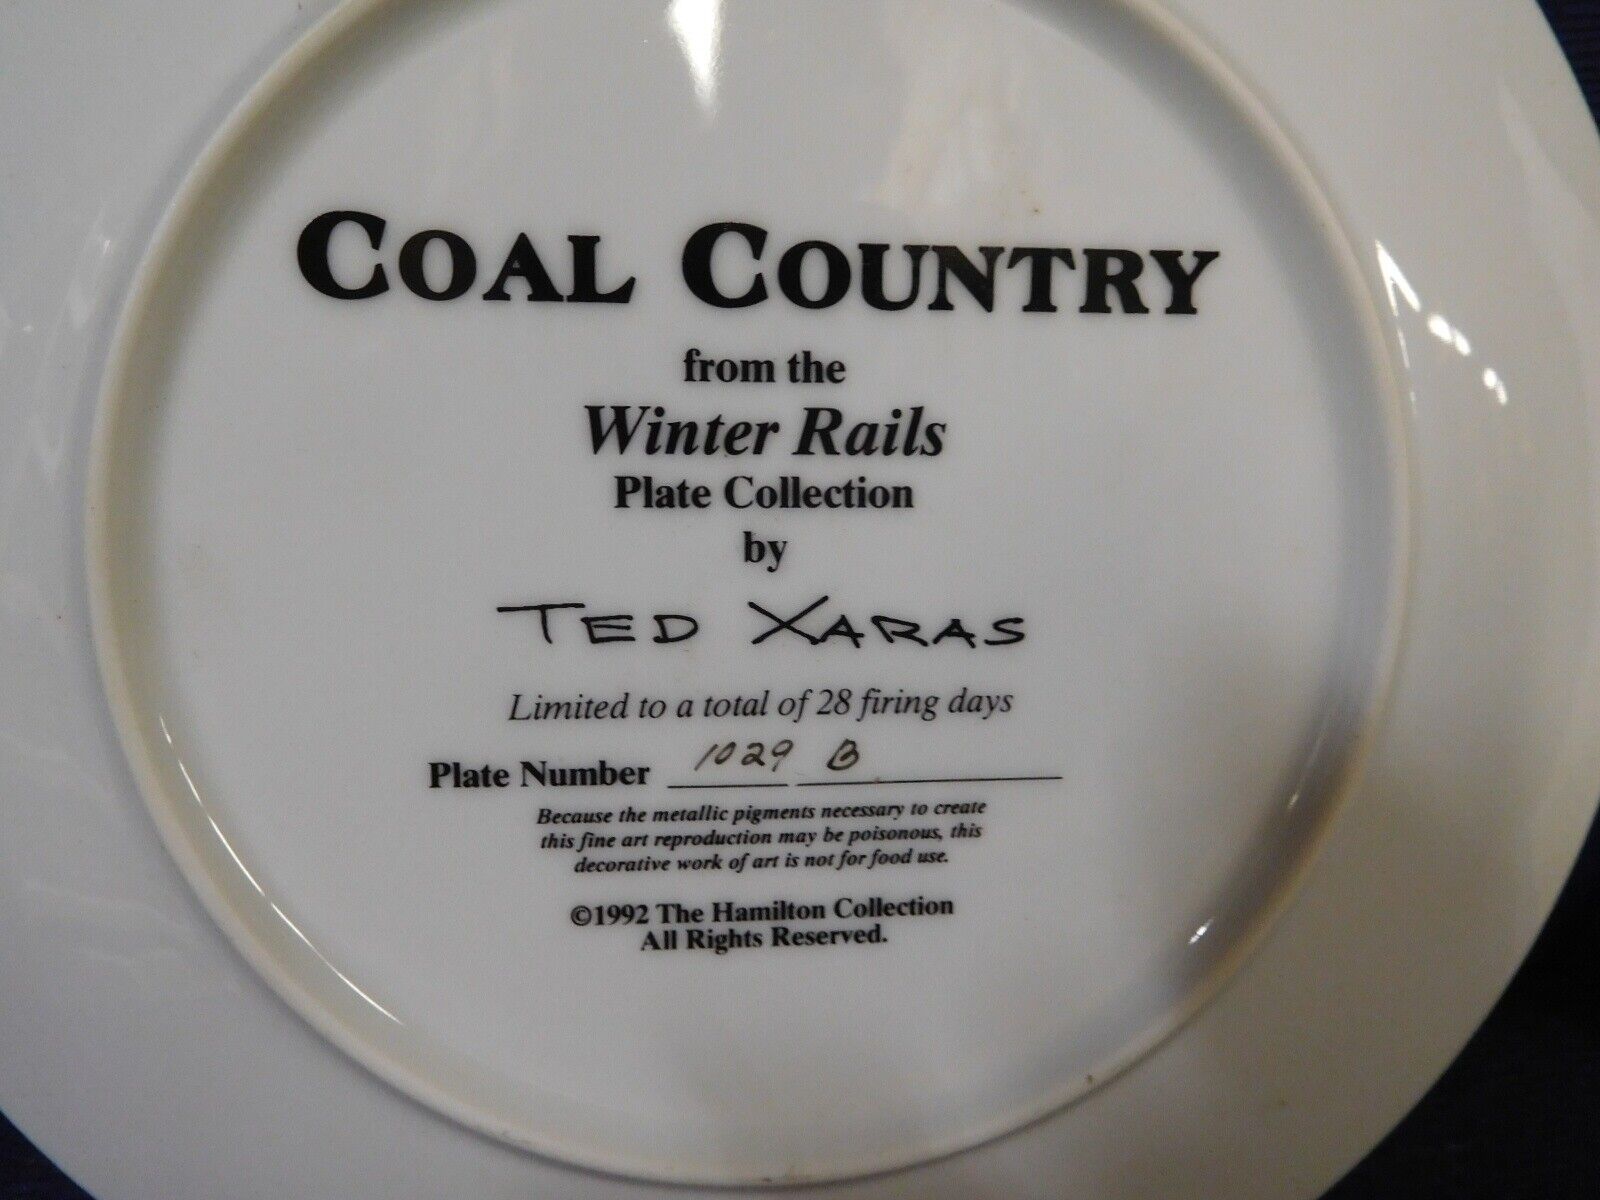 COAL COUNTRY
from the
Winter Rails
Plate Collection
by
TED XARAS
Limited to a total of 28 firing days
Plate Number 1029 B
Because the metallic pigments necessary to create
this fine art reproduction may be poisonous, this
decorative work of art is not for food use.
©1992 The Hamilton Collection
All Rights Reserved.